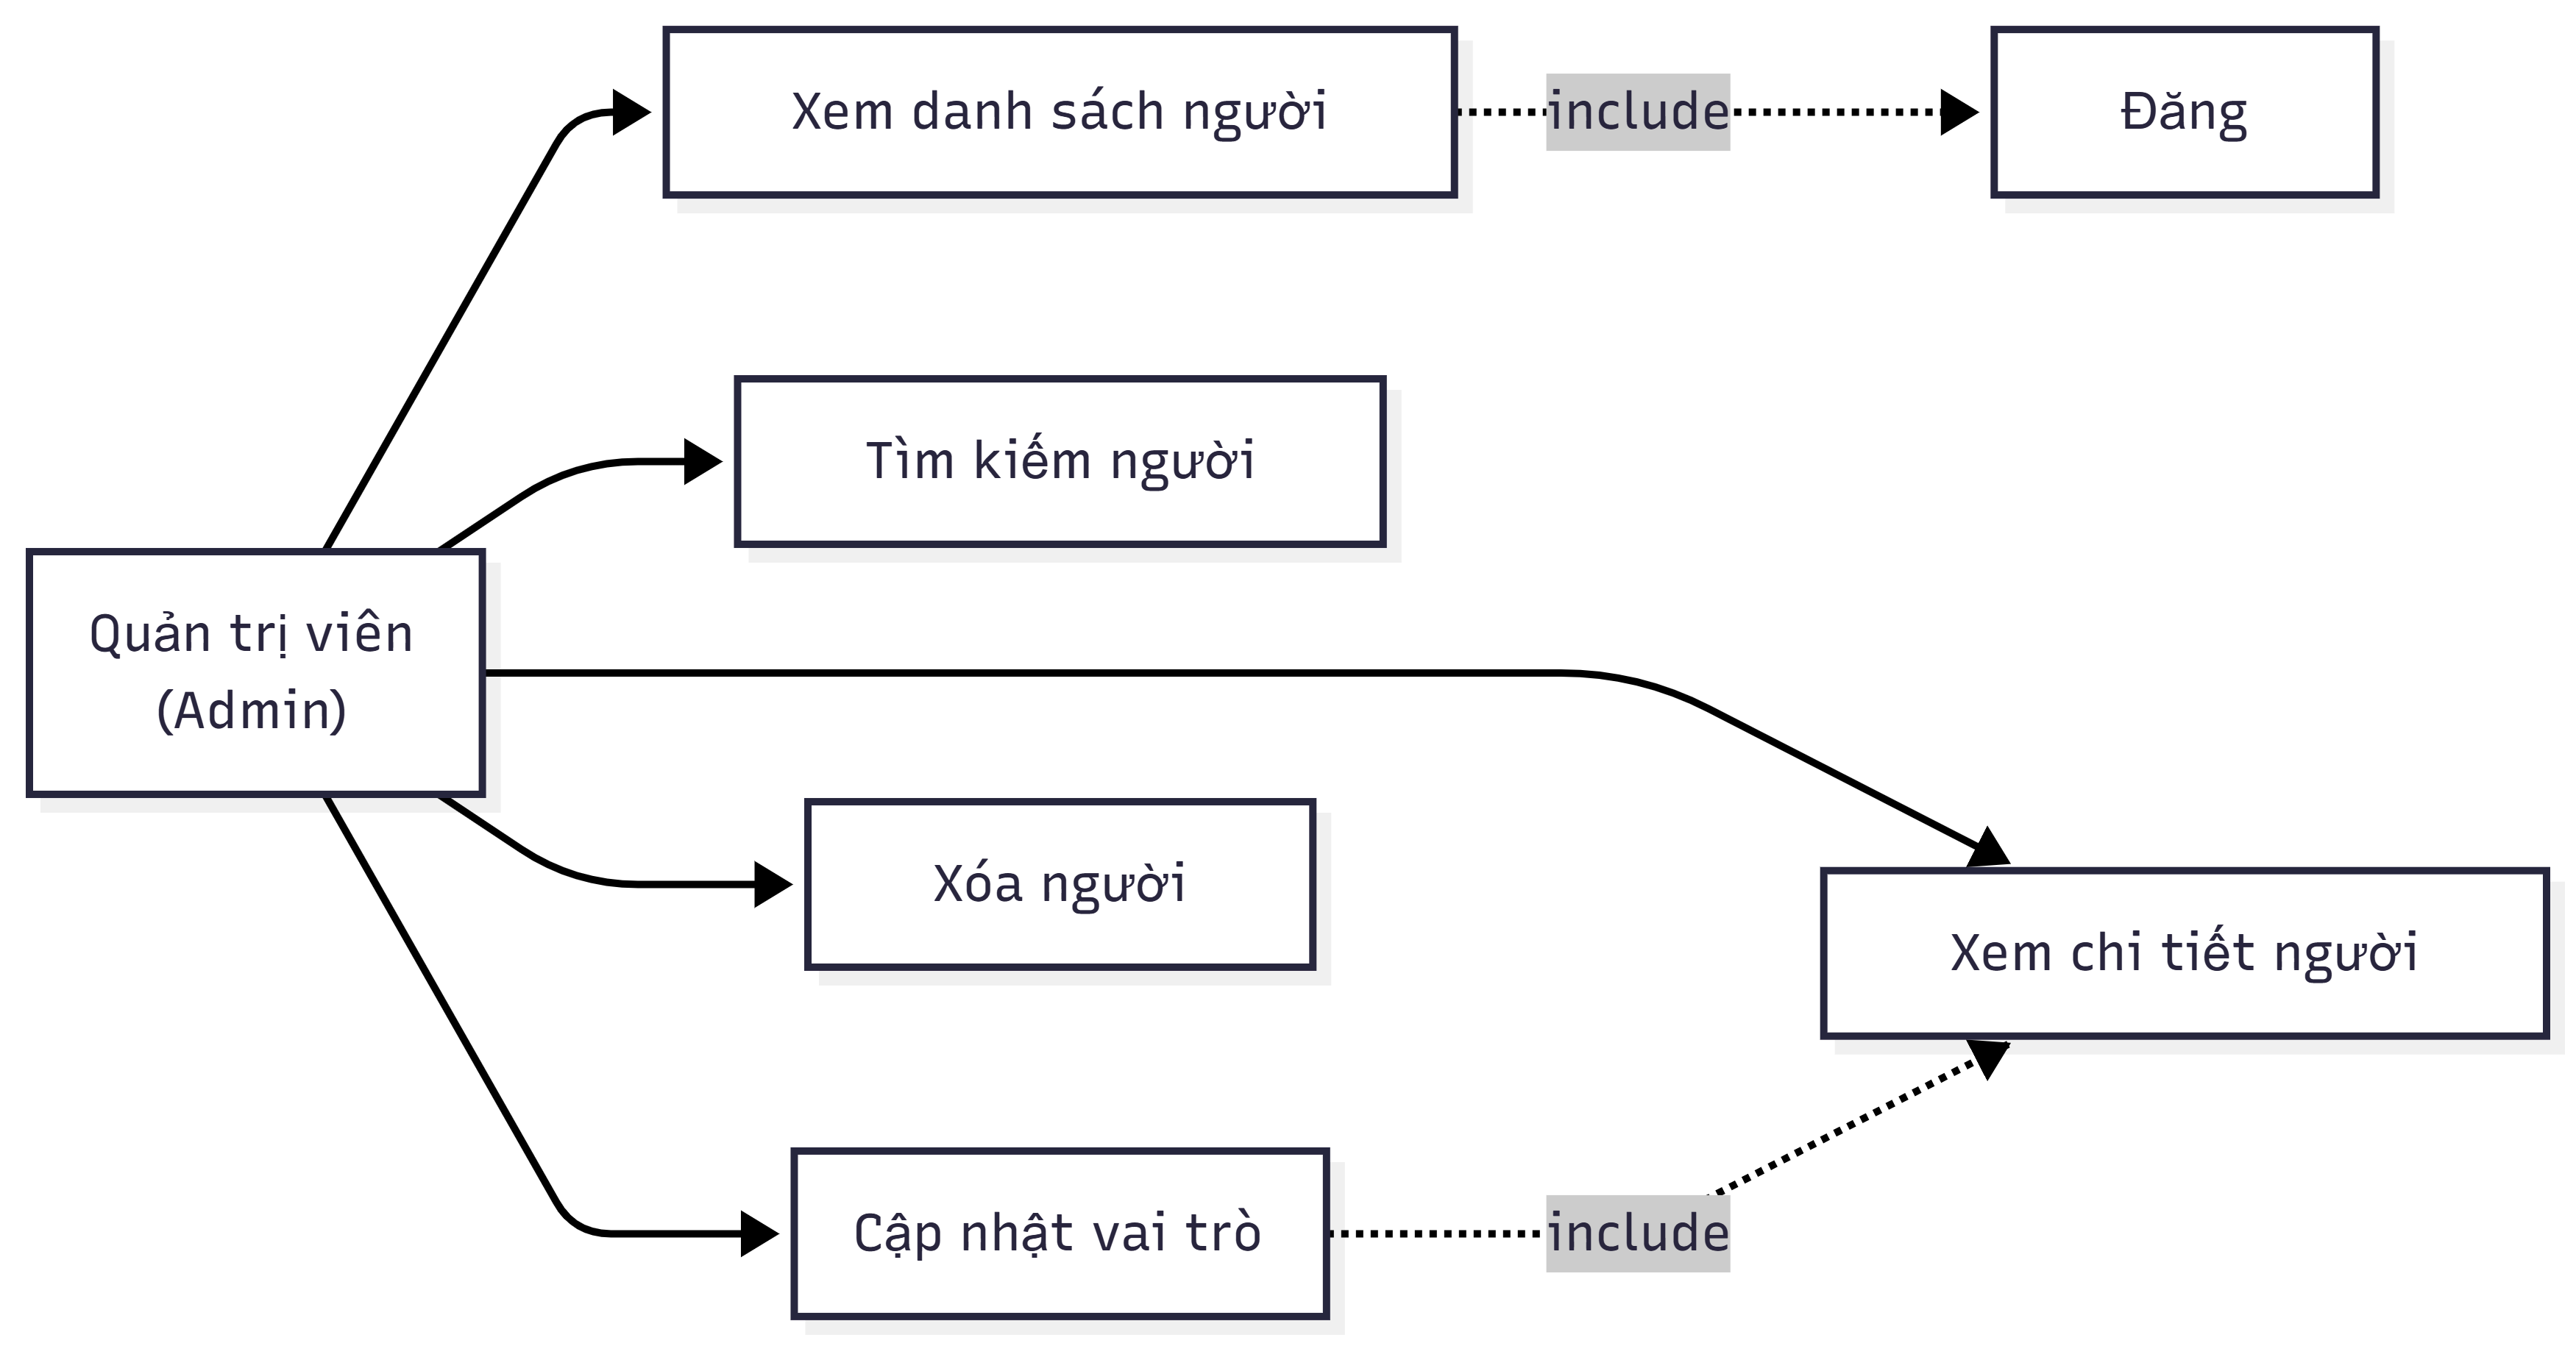 Xem danh sách người
include
Đăng
Tìm kiếm người
Quản trị viên
(Admin)
Xóa người
Xem chi tiết người
Cập nhật vai trò
include